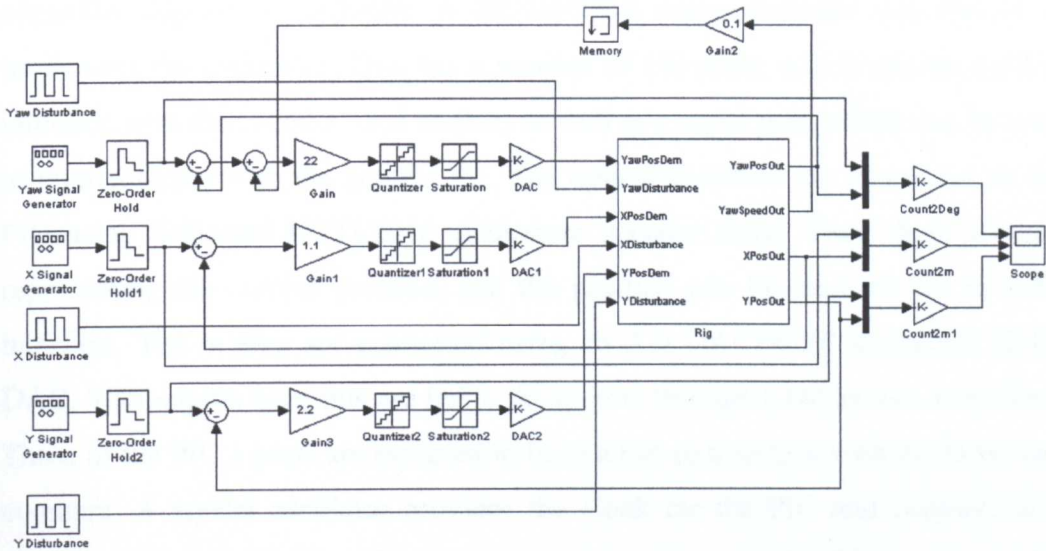 0.1
Memory
Gain2
Yaw Disturbance
+
-
+
-
22
K-
Yaw Signal
Generator
Zero-Order
Hold
Gain
Quantizer
Saturation
DAC
YawPosDem
YawDisturbance
XPosDem
XDisturbance
YPosDem
YDisturbance
YawPosOut
YawSpeedOut
XPosOut
YPosOut
Rig
K-
Count2Deg
K-
Count2m
K-
Count2m1
Scope
+
-
1.1
K-
X Signal
Generator
Zero-Order
Hold1
Gain1
Quantizer1
Saturation1
DAC1
X Disturbance
+
-
2.2
K-
Y Signal
Generator
Zero-Order
Hold2
Gain3
Quantizer2
Saturation2
DAC2
Y Disturbance